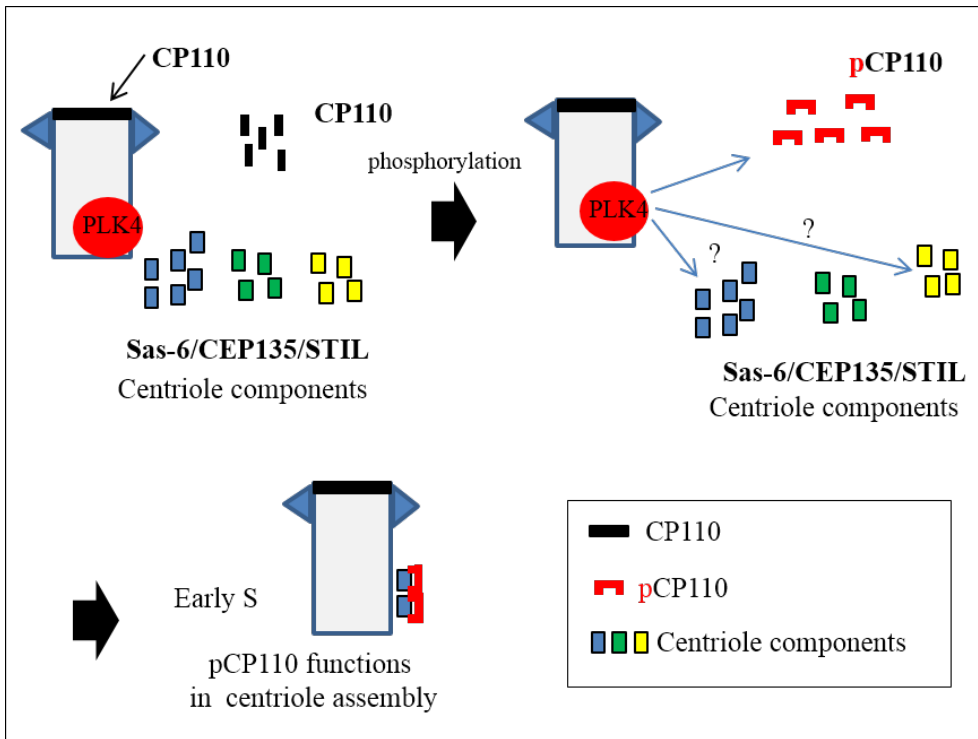 CP110
CP110
PLK4
Sas-6/CEP135/STIL
Centriole components
phosphorylation
pCP110
PLK4
?
?
Sas-6/CEP135/STIL
Centriole components
Early S
pCP110 functions
in centriole assembly
CP110
pCP110
Centriole components